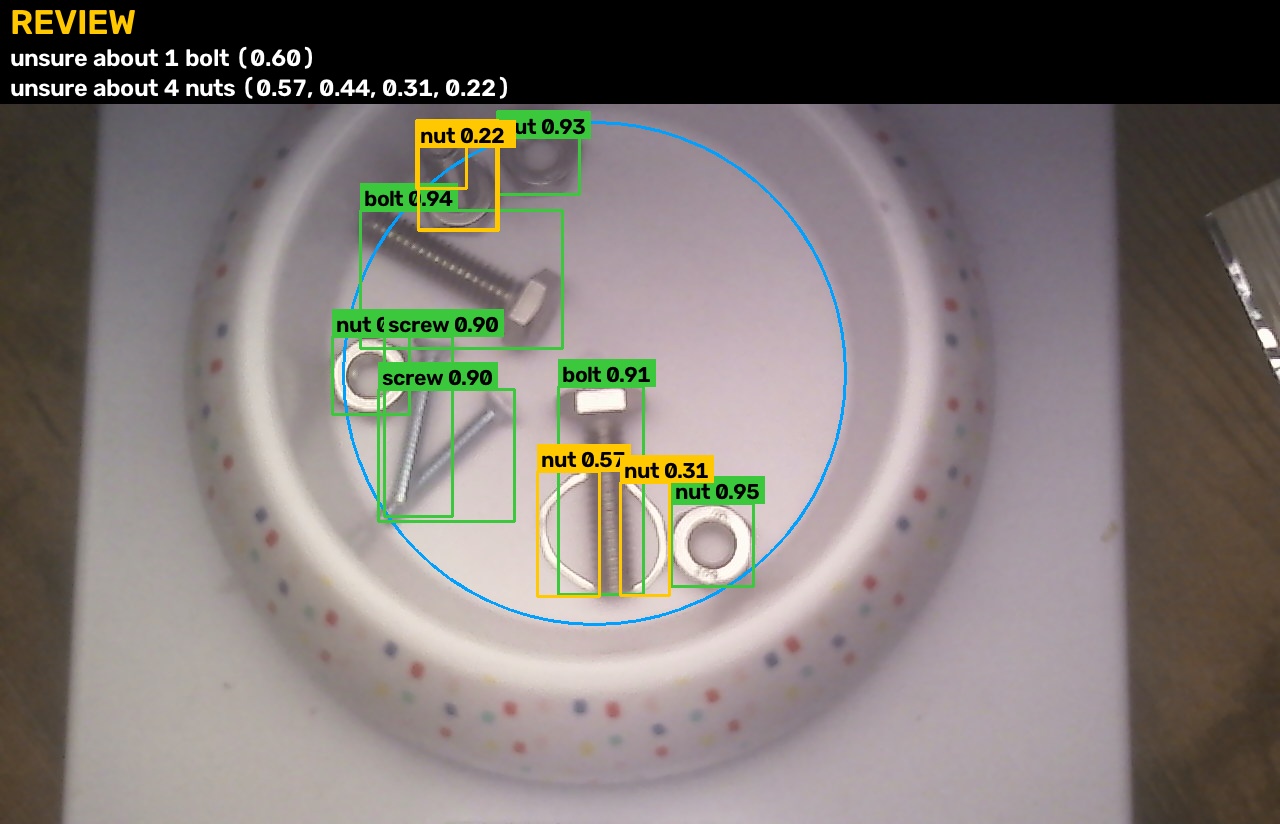 REVIEW
unsure about 1 bolt (0.60)
unsure about 4 nuts (0.57, 0.44, 0.31, 0.22)
nut 0.22
nut 0.93
bolt 0.94
nut
screw 0.90
screw 0.90
bolt 0.91
nut 0.57
nut 0.31
nut 0.95